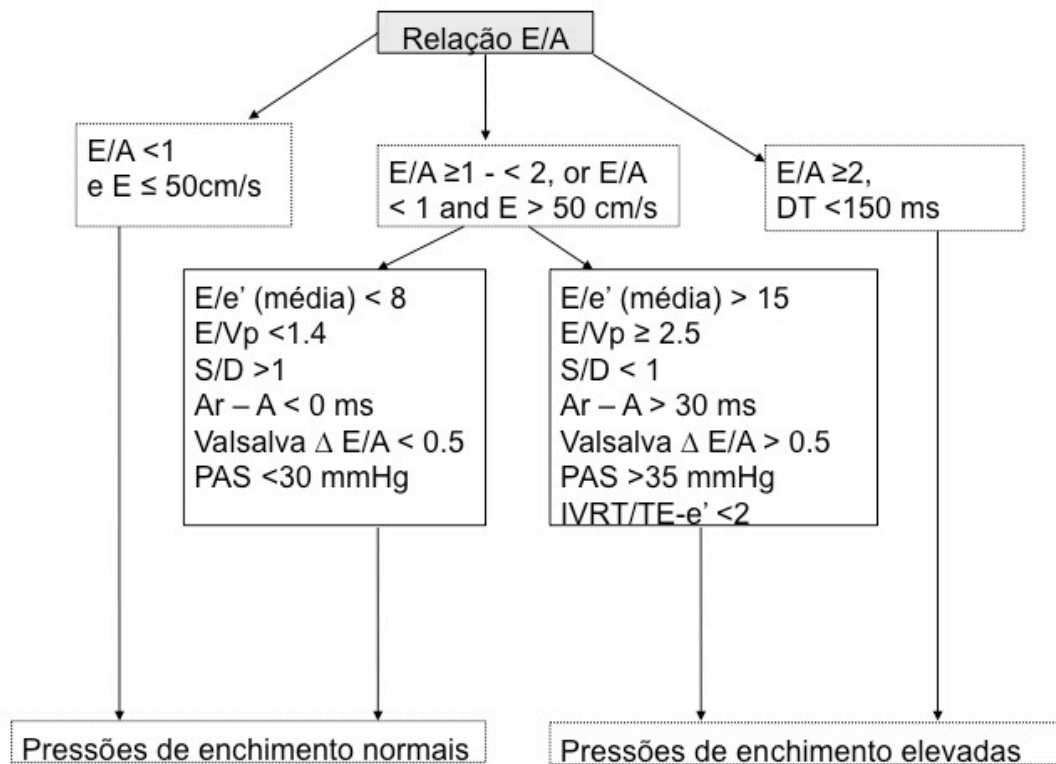 Relação E/A
E/A <1
e E ≤ 50cm/s
E/A ≥1 - < 2, or E/A
< 1 and E > 50 cm/s
E/A ≥2,
DT <150 ms
E/e’ (média) < 8
E/Vp <1.4
S/D >1
Ar – A < 0 ms
Valsalva Δ E/A < 0.5
PAS <30 mmHg
E/e’ (média) > 15
E/Vp ≥ 2.5
S/D < 1
Ar – A > 30 ms
Valsalva Δ E/A > 0.5
PAS >35 mmHg
IVRT/TE-e’ <2
Pressões de enchimento normais
Pressões de enchimento elevadas